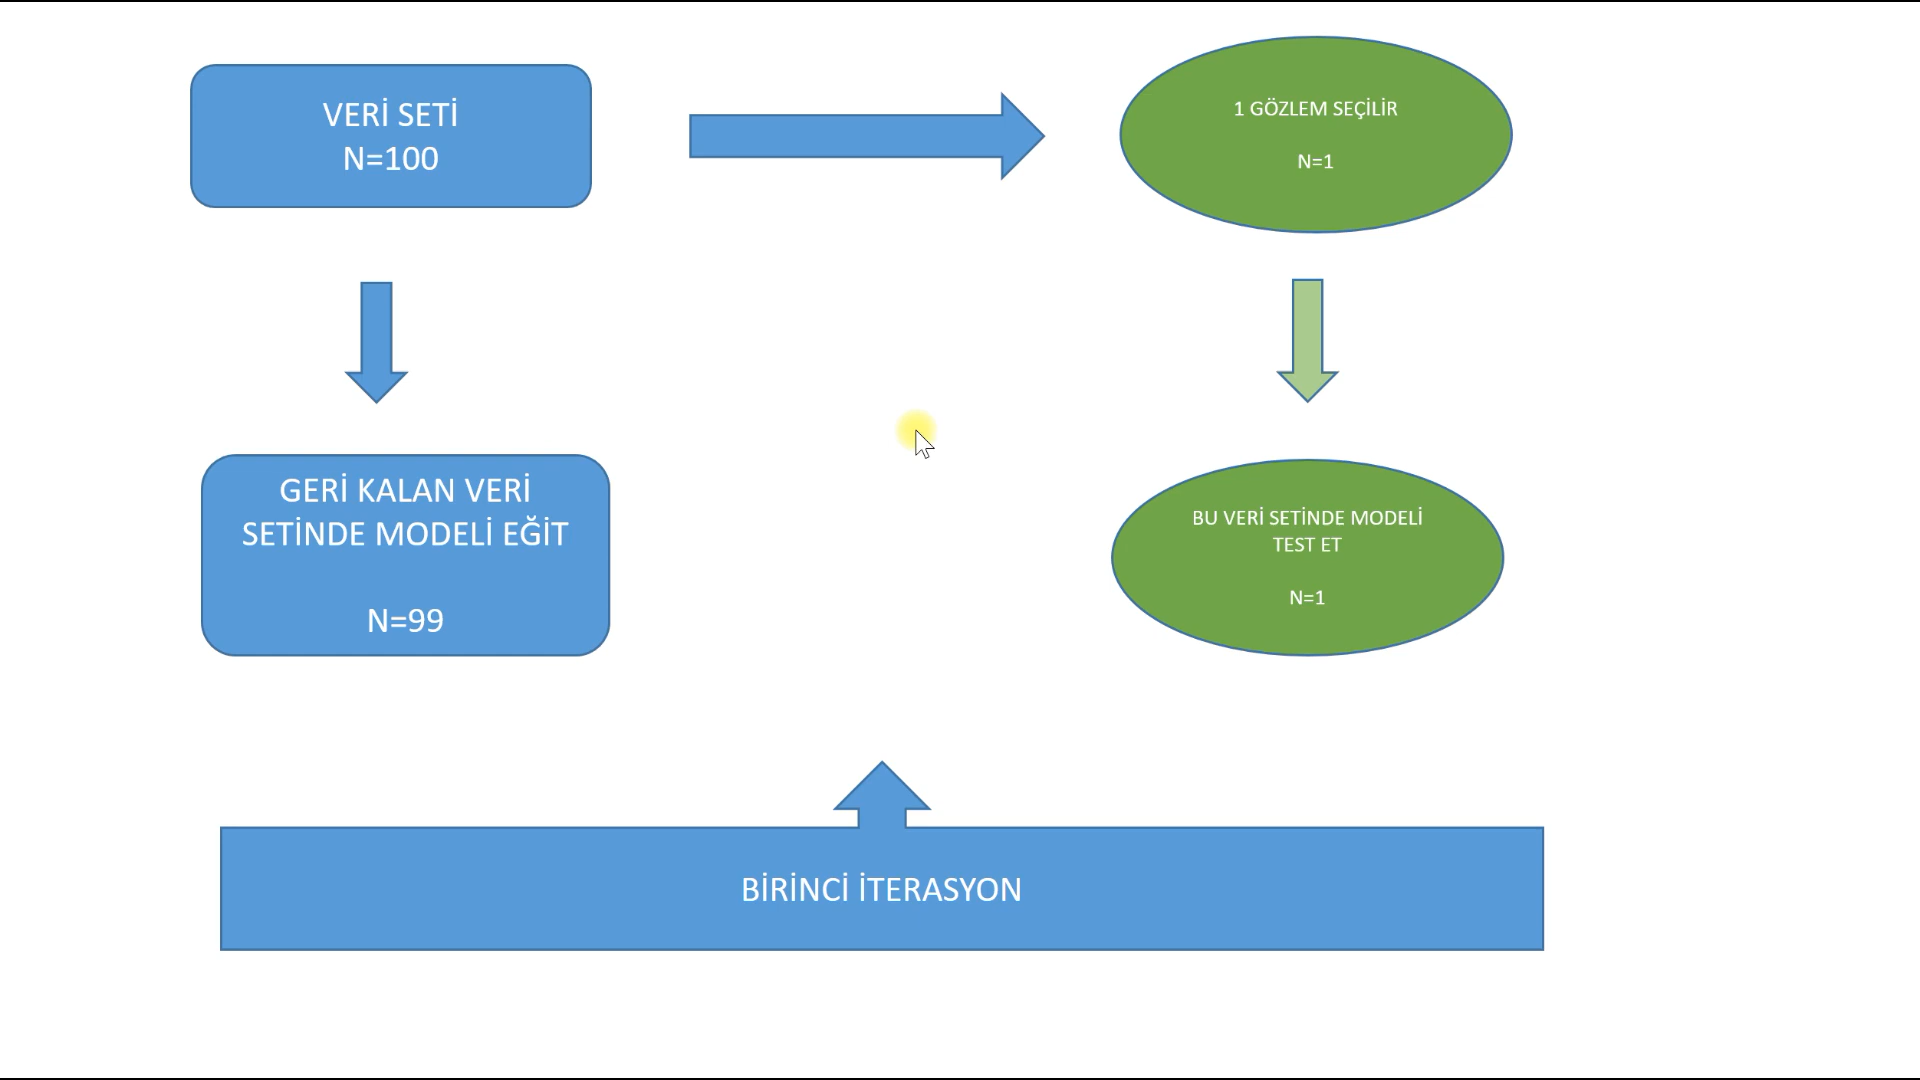 VERİ SETİ
N=100
1 GÖZLEM SEÇİLİR
N=1
GERİ KALAN VERİ
SETİNDE MODELİ EĞİT
N=99
BU VERİ SETİNDE MODELİ
TEST ET
N=1
BİRİNCİ İTERASYON